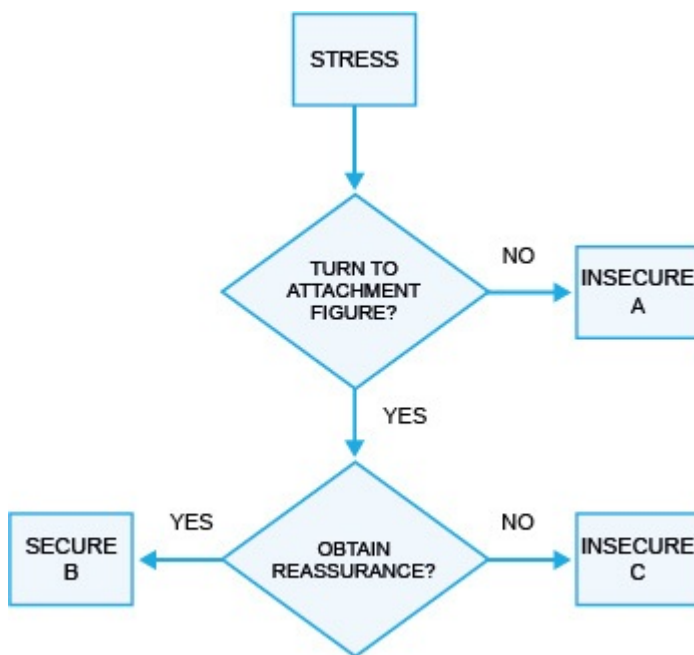 STRESS
TURN TO
ATTACHMENT
FIGURE?
NO
INSECURE
A
YES
YES
SECURE
B
OBTAIN
REASSURANCE?
NO
INSECURE
C